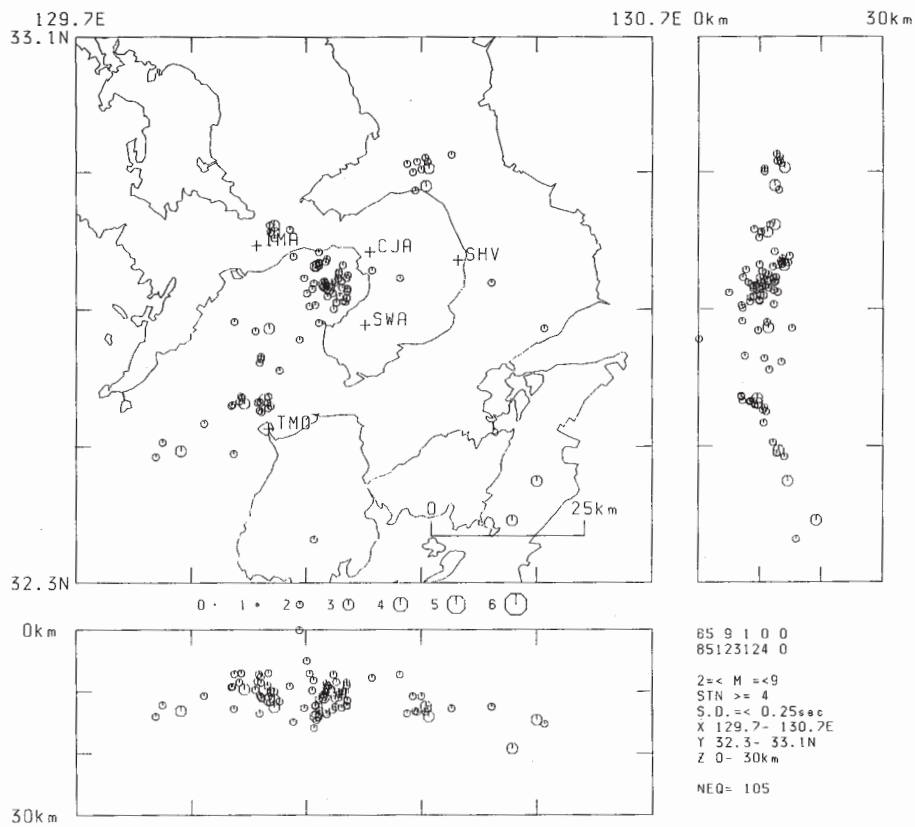 129.7E
130.7E 0km 30km
33.1N
IMA
CJA
SHV
SWA
TMO
0 25km
32.3N
0 1 2 3 4 5 6
0km
30km
85 9 1 0 0
85123124 0
2=< M =<9
STN >= 4
S.D.=< 0.25sec
X 129.7- 130.7E
Y 32.3- 33.1N
Z 0- 30km
NEQ= 105